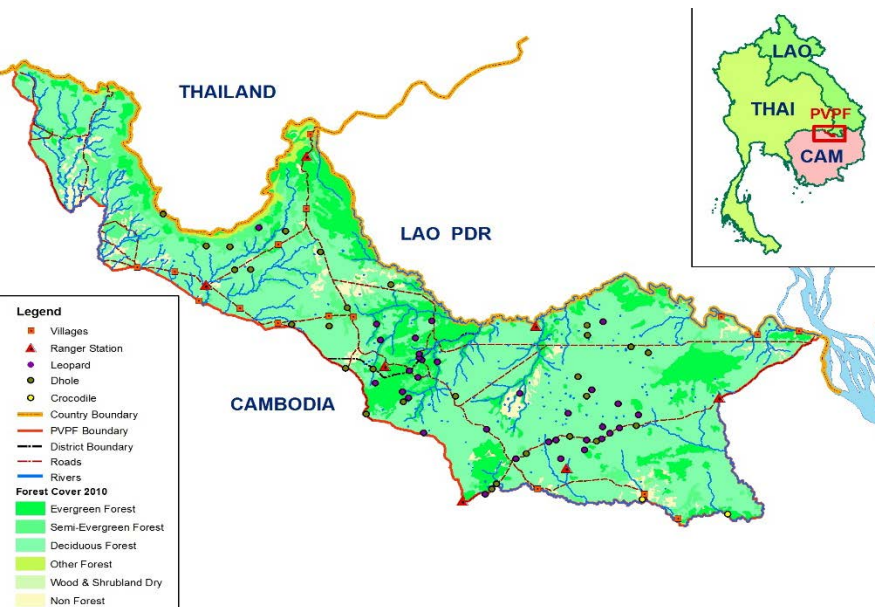 THAILAND
LAO PDR
CAMBODIA
LAO
THAI
PVPF
CAM
Legend
Villages
Ranger Station
Leopard
Dhole
Crocodile
Country Boundary
PVPF Boundary
District Boundary
Roads
Rivers
Forest Cover 2010
Evergreen Forest
Semi-Evergreen Forest
Deciduous Forest
Other Forest
Wood & Shrubland Dry
Non Forest